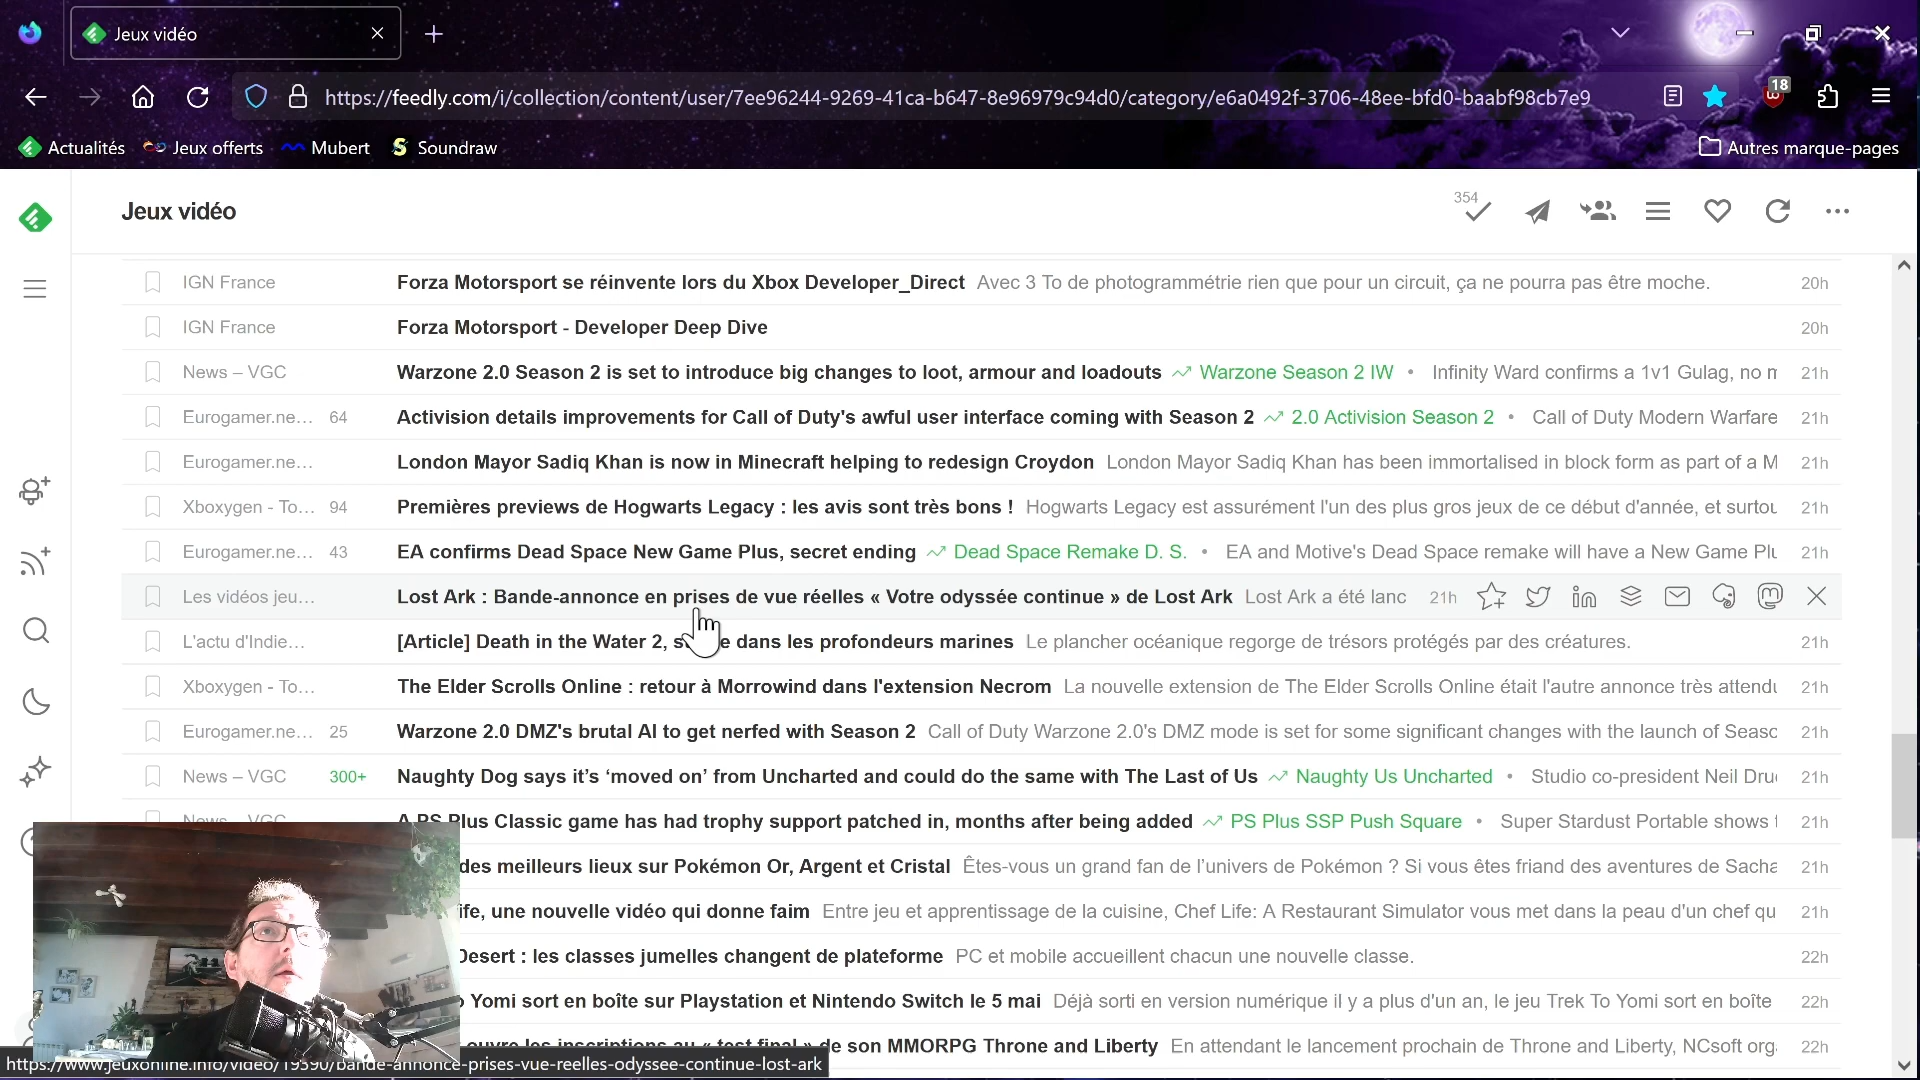 Jeux vidéo
https://feedly.com/i/collection/content/user/7ee96244-9269-41ca-b647-8e96979c94d0/category/e6a0492f-3706-48ee-bfd0-baabf98cb7e9
18
Actualités Jeux offerts Mubert Soundraw Autres marque-pages
Jeux vidéo 354
IGN France Forza Motorsport se réinvente lors du Xbox Developer_Direct Avec 3 To de photogrammétrie rien que pour un circuit, ça ne pourra pas être moche. 20h
IGN France Forza Motorsport - Developer Deep Dive 20h
News – VGC Warzone 2.0 Season 2 is set to introduce big changes to loot, armour and loadouts Warzone Season 2 IW • Infinity Ward confirms a 1v1 Gulag, no m 21h
Eurogamer.ne... 64 Activision details improvements for Call of Duty's awful user interface coming with Season 2 2.0 Activision Season 2 • Call of Duty Modern Warfare 21h
Eurogamer.ne... London Mayor Sadiq Khan is now in Minecraft helping to redesign Croydon London Mayor Sadiq Khan has been immortalised in block form as part of a M 21h
Xboxygen - To... 94 Premières previews de Hogwarts Legacy : les avis sont très bons ! Hogwarts Legacy est assurément l'un des plus gros jeux de ce début d'année, et surtou 21h
Eurogamer.ne... 43 EA confirms Dead Space New Game Plus, secret ending Dead Space Remake D. S. • EA and Motive's Dead Space remake will have a New Game Plu 21h
Les vidéos jeu... Lost Ark : Bande-annonce en prises de vue réelles « Votre odyssée continue » de Lost Ark Lost Ark a été lanc 21h
L'actu d'Indie... [Article] Death in the Water 2, dans les profondeurs marines Le plancher océanique regorge de trésors protégés par des créatures. 21h
Xboxygen - To... The Elder Scrolls Online : retour à Morrowind dans l'extension Necrom La nouvelle extension de The Elder Scrolls Online était l'autre annonce très attendu 21h
Eurogamer.ne... 25 Warzone 2.0 DMZ's brutal AI to get nerfed with Season 2 Call of Duty Warzone 2.0's DMZ mode is set for some significant changes with the launch of Seasc 21h
News – VGC 300+ Naughty Dog says it's 'moved on' from Uncharted and could do the same with The Last of Us Naughty Us Uncharted • Studio co-president Neil Dru 21h
News – VGC A PS Plus Classic game has had trophy support patched in, months after being added PS Plus SSP Push Square • Super Stardust Portable shows t 21h
des meilleurs lieux sur Pokémon Or, Argent et Cristal Êtes-vous un grand fan de l'univers de Pokémon ? Si vous êtes friand des aventures de Sacha 21h
ife, une nouvelle vidéo qui donne faim Entre jeu et apprentissage de la cuisine, Chef Life: A Restaurant Simulator vous met dans la peau d'un chef qu 21h
Desert : les classes jumelles changent de plateforme PC et mobile accueillent chacun une nouvelle classe. 22h
Yomi sort en boîte sur Playstation et Nintendo Switch le 5 mai Déjà sorti en version numérique il y a plus d'un an, le jeu Trek To Yomi sort en boîte 22h
ouvre les inscriptions au « test final » de son MMORPG Throne and Liberty En attendant le lancement prochain de Throne and Liberty, NCsoft org 22h
https://www.jeuxonline.info/video/19390/bande-annonce-prises-vue-reelles-odyssee-continue-lost-ark